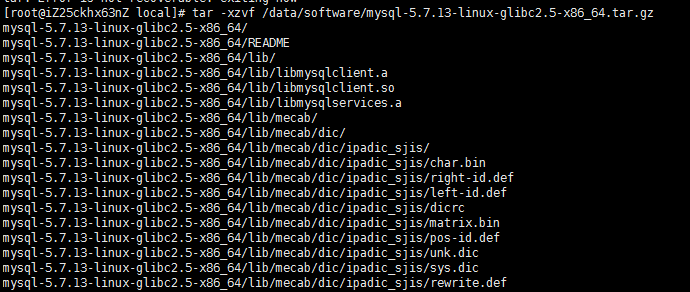 tar: Error is not recoverable: exiting now
[root@iZ25ckhx63nZ local]# tar -xzvf /data/software/mysql-5.7.13-linux-glibc2.5-x86_64.tar.gz
mysql-5.7.13-linux-glibc2.5-x86_64/
mysql-5.7.13-linux-glibc2.5-x86_64/README
mysql-5.7.13-linux-glibc2.5-x86_64/lib/
mysql-5.7.13-linux-glibc2.5-x86_64/lib/libmysqlclient.a
mysql-5.7.13-linux-glibc2.5-x86_64/lib/libmysqlclient.so
mysql-5.7.13-linux-glibc2.5-x86_64/lib/libmysqlservices.a
mysql-5.7.13-linux-glibc2.5-x86_64/lib/mecab/
mysql-5.7.13-linux-glibc2.5-x86_64/lib/mecab/dic/
mysql-5.7.13-linux-glibc2.5-x86_64/lib/mecab/dic/ipadic_sjis/
mysql-5.7.13-linux-glibc2.5-x86_64/lib/mecab/dic/ipadic_sjis/char.bin
mysql-5.7.13-linux-glibc2.5-x86_64/lib/mecab/dic/ipadic_sjis/right-id.def
mysql-5.7.13-linux-glibc2.5-x86_64/lib/mecab/dic/ipadic_sjis/left-id.def
mysql-5.7.13-linux-glibc2.5-x86_64/lib/mecab/dic/ipadic_sjis/dicrc
mysql-5.7.13-linux-glibc2.5-x86_64/lib/mecab/dic/ipadic_sjis/matrix.bin
mysql-5.7.13-linux-glibc2.5-x86_64/lib/mecab/dic/ipadic_sjis/pos-id.def
mysql-5.7.13-linux-glibc2.5-x86_64/lib/mecab/dic/ipadic_sjis/unk.dic
mysql-5.7.13-linux-glibc2.5-x86_64/lib/mecab/dic/ipadic_sjis/sys.dic
mysql-5.7.13-linux-glibc2.5-x86_64/lib/mecab/dic/ipadic_sjis/rewrite.def